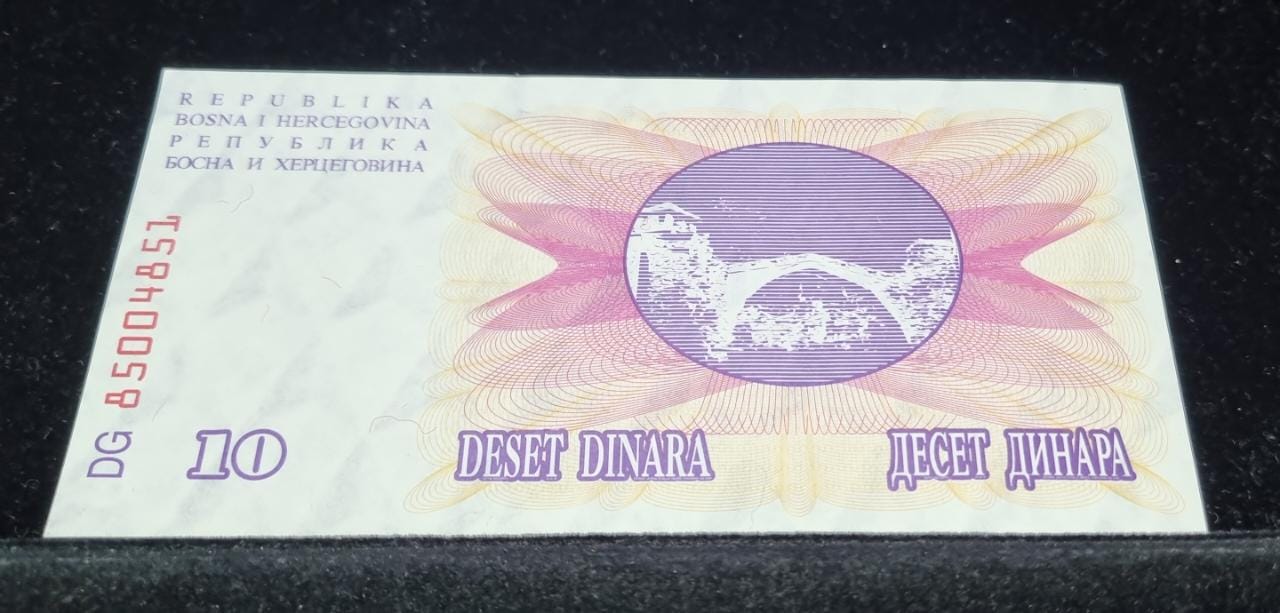 REPUBLIKA
BOSNA I HERCEGOVINA
РЕПУБЛИКА
БОСНА И ХЕРЦЕГОВИНА
DG 85004851
10
DESET DINARA
ДЕСЕТ ДИНАРА